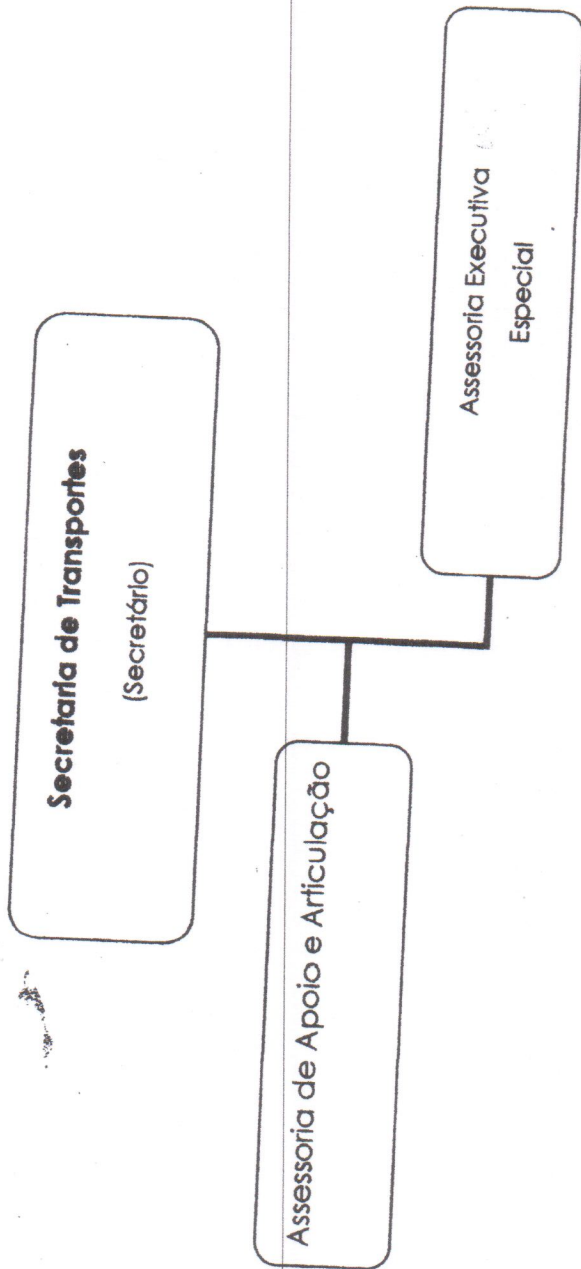 Secretaria de Transportes
(Secretário)
Assessoria de Apoio e Articulação
Assessoria Executiva
Especial